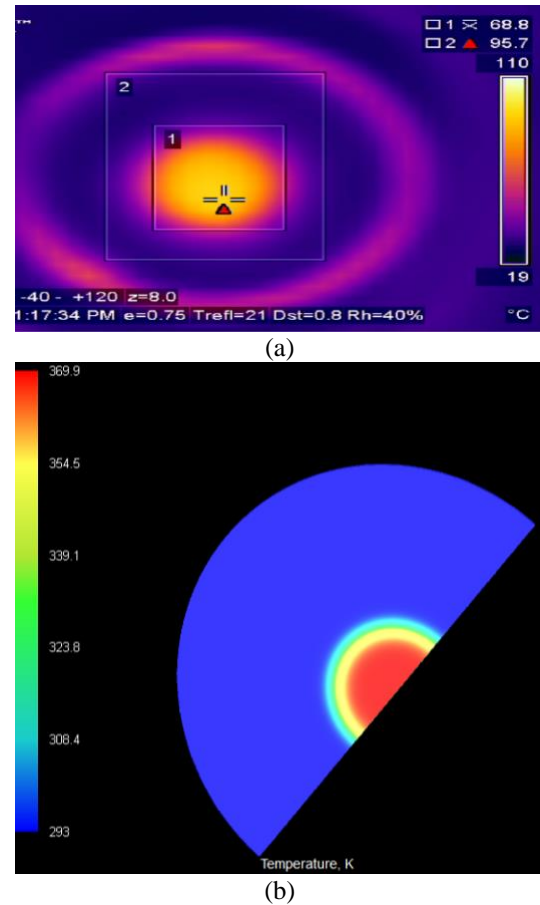 ™
□ 1 ⌅ 68.8
□ 2 ▲ 95.7
110
2
1
19
-40 - +120 z=8.0
1:17:34 PM e=0.75 Trefl=21 Dst=0.8 Rh=40% °C
(a)
369.9
354.5
339.1
323.8
308.4
293
Temperature, K
(b)